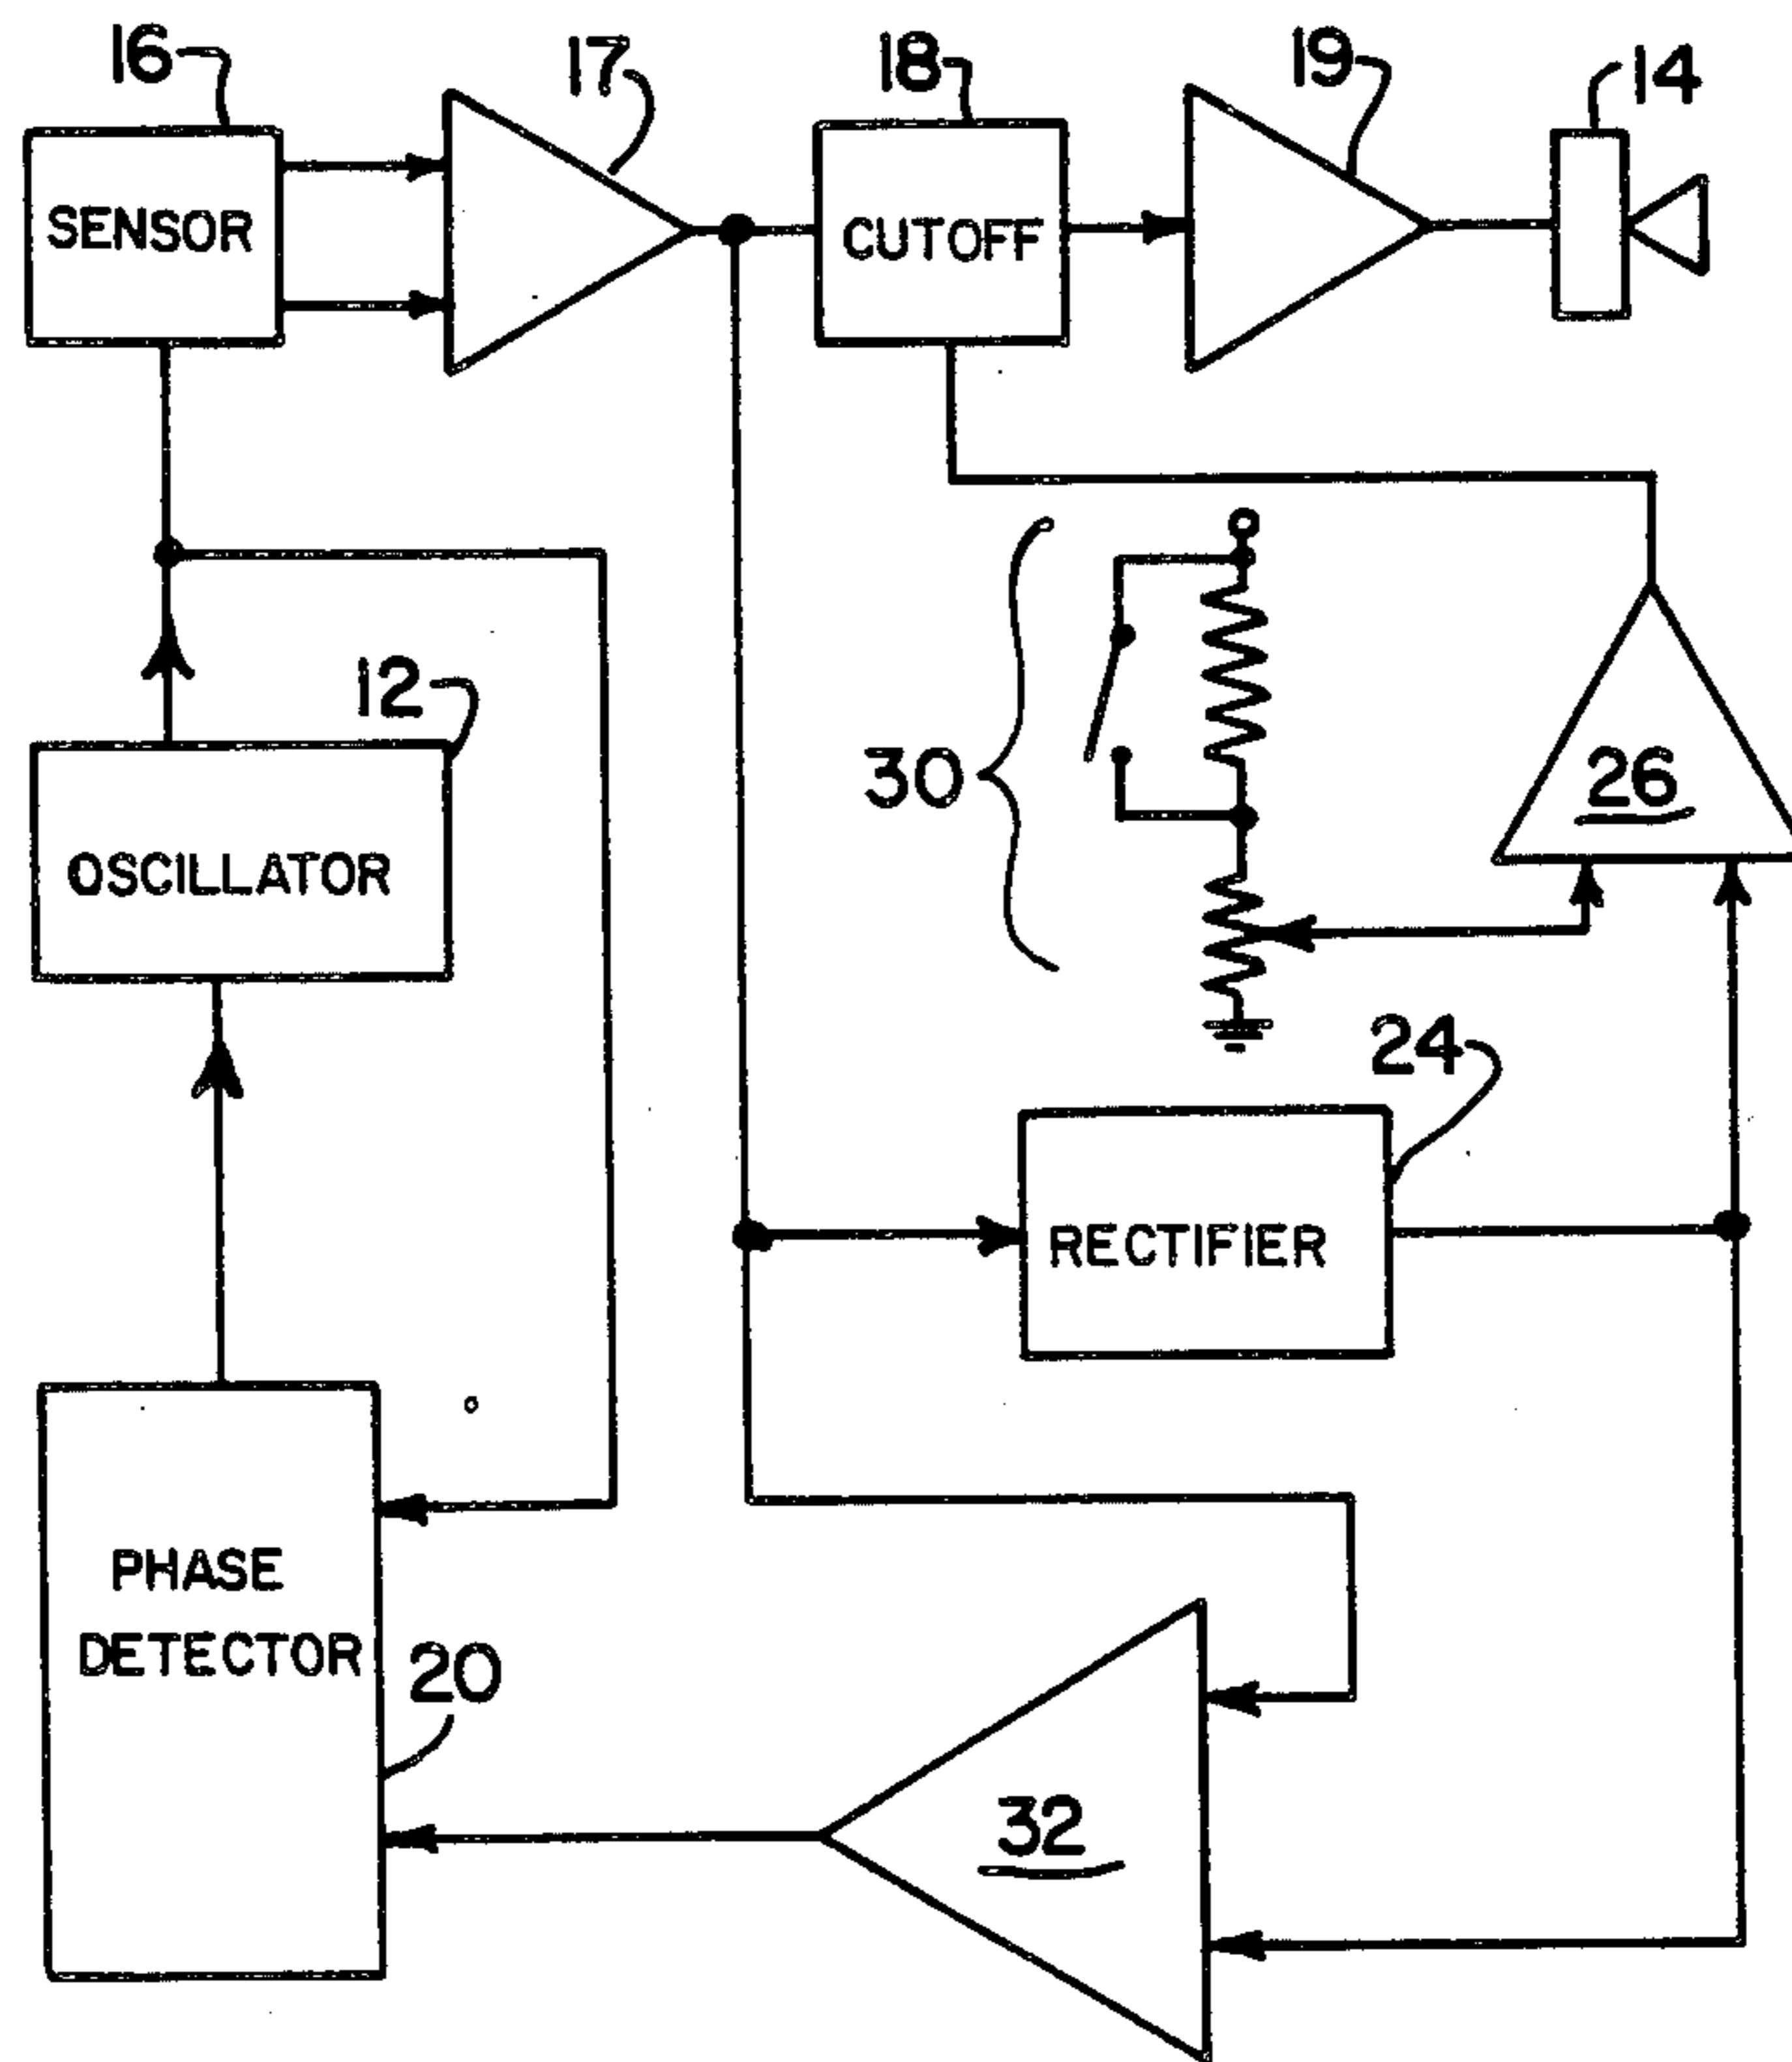 16
17
18
19
14
SENSOR
CUTOFF
12
30
26
OSCILLATOR
24
RECTIFIER
PHASE
DETECTOR
20
32